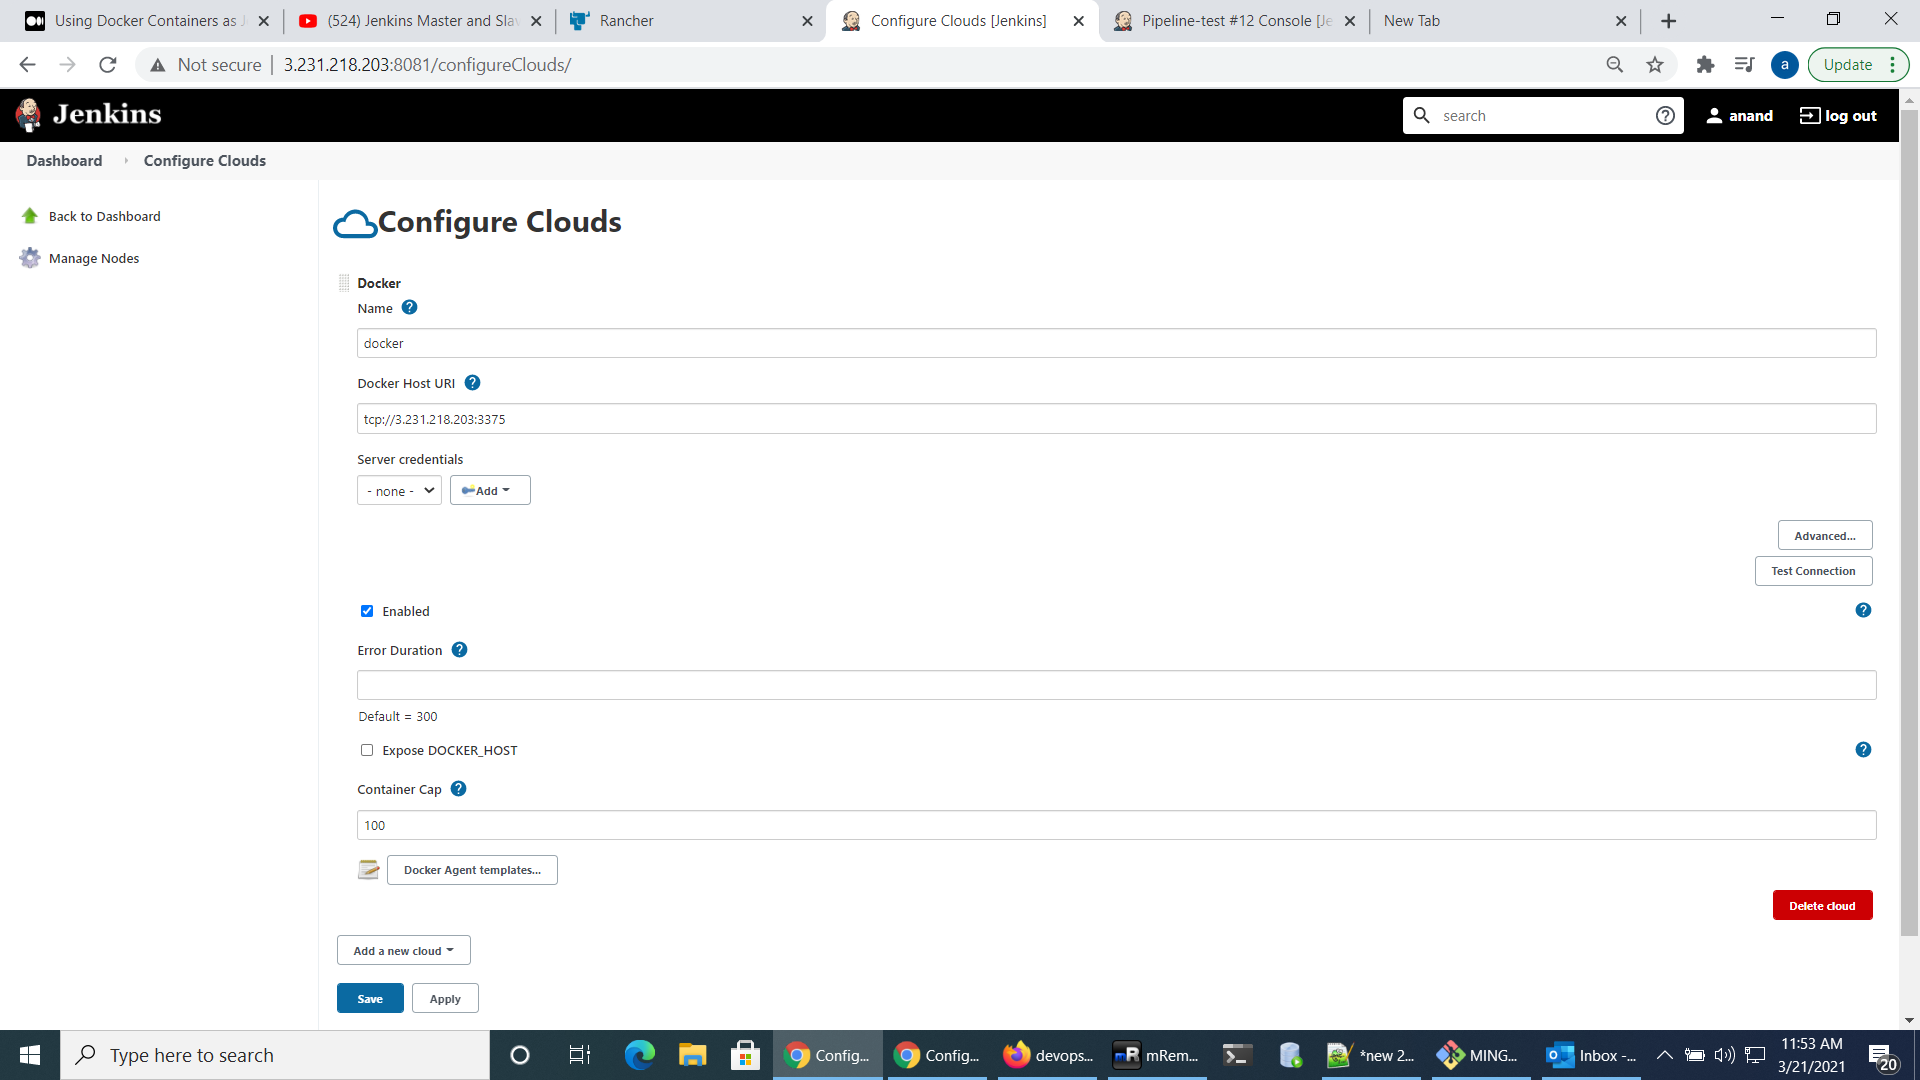 Using Docker Containers as J
(524) Jenkins Master and Slav
Rancher
Configure Clouds [Jenkins]
Pipeline-test #12 Console [Je
New Tab
Not secure
3.231.218.203:8081/configureClouds/
a
Update
Jenkins
search
anand
log out
Dashboard
Configure Clouds
Back to Dashboard
Manage Nodes
Configure Clouds
Docker
Name
docker
Docker Host URI
tcp://3.231.218.203:3375
Server credentials
- none -
Add
Advanced...
Test Connection
Enabled
Error Duration
Default = 300
Expose DOCKER_HOST
Container Cap
100
Docker Agent templates...
Delete cloud
Add a new cloud
Save
Apply
Type here to search
Config...
Config...
devops...
mR
mRem...
*new 2...
MING...
Inbox -...
11:53 AM
3/21/2021
20